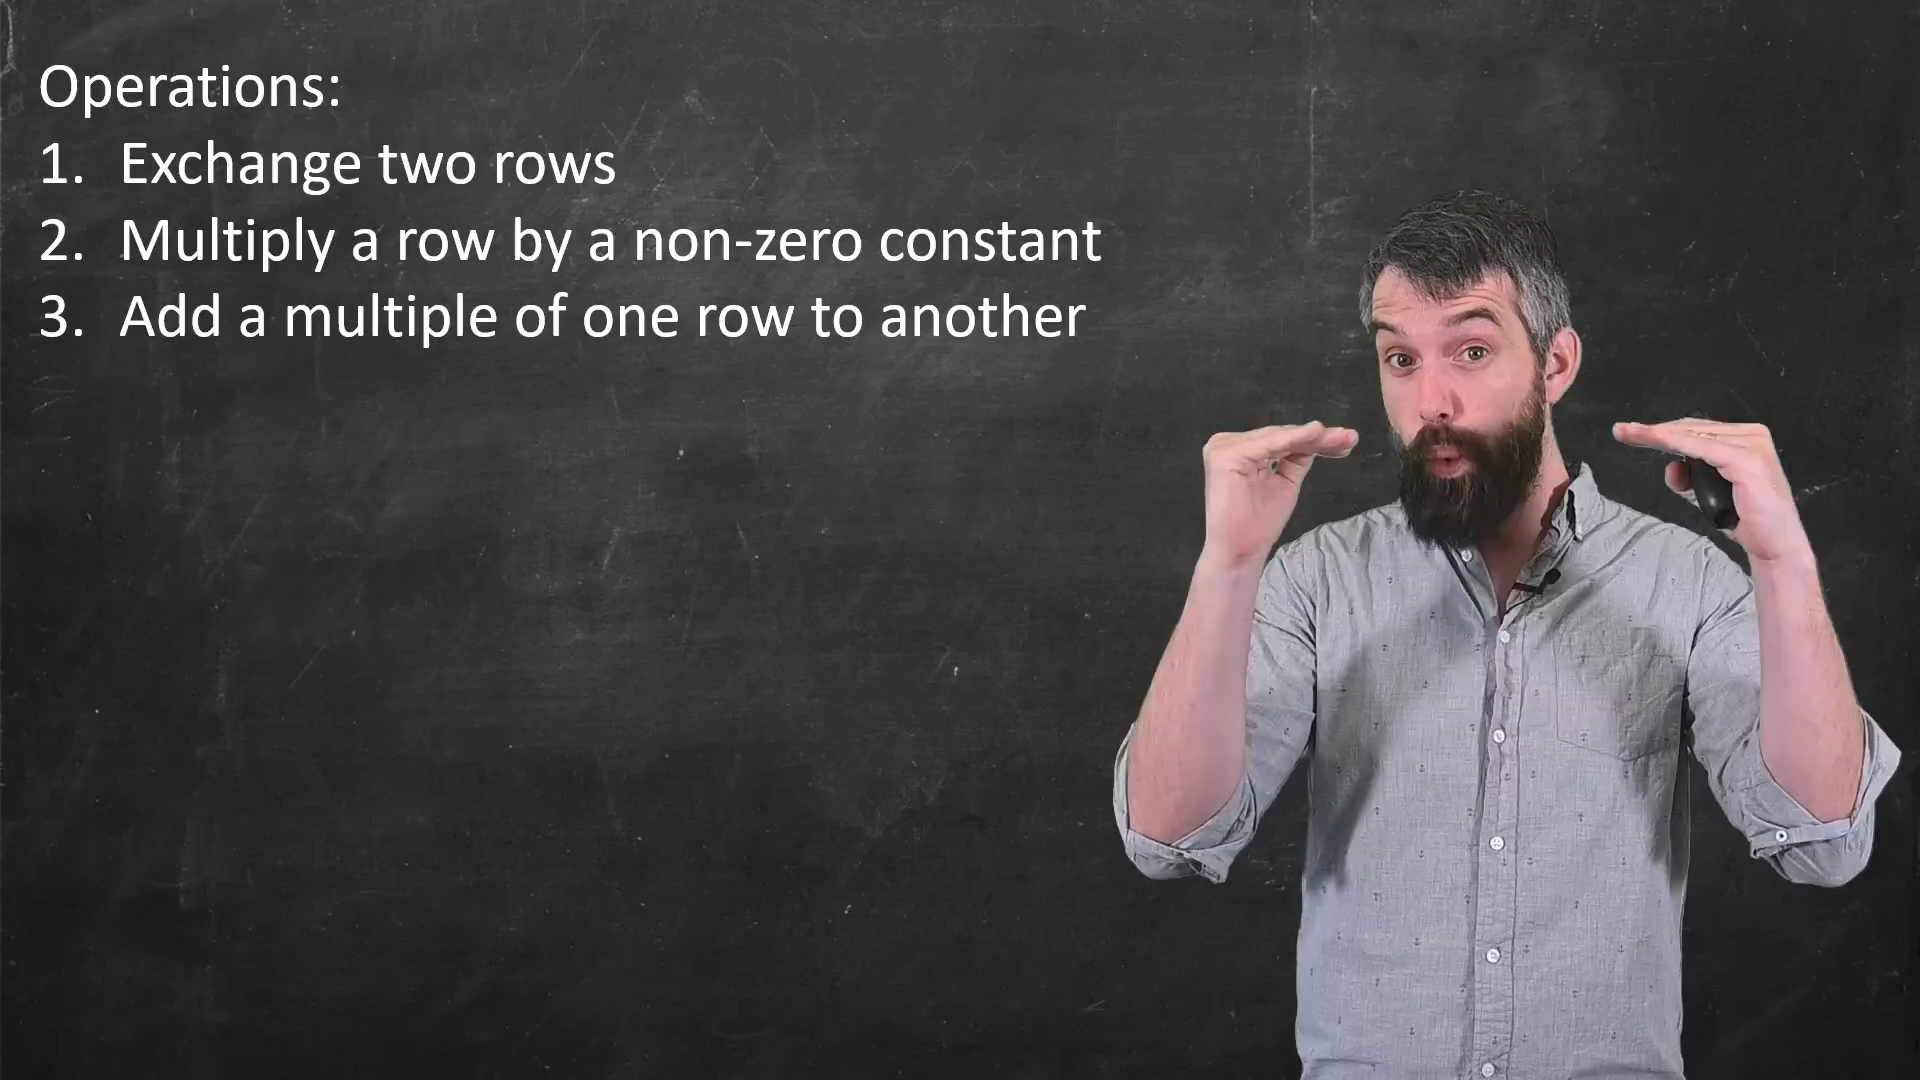 Operations:
1. Exchange two rows
2. Multiply a row by a non-zero constant
3. Add a multiple of one row to another